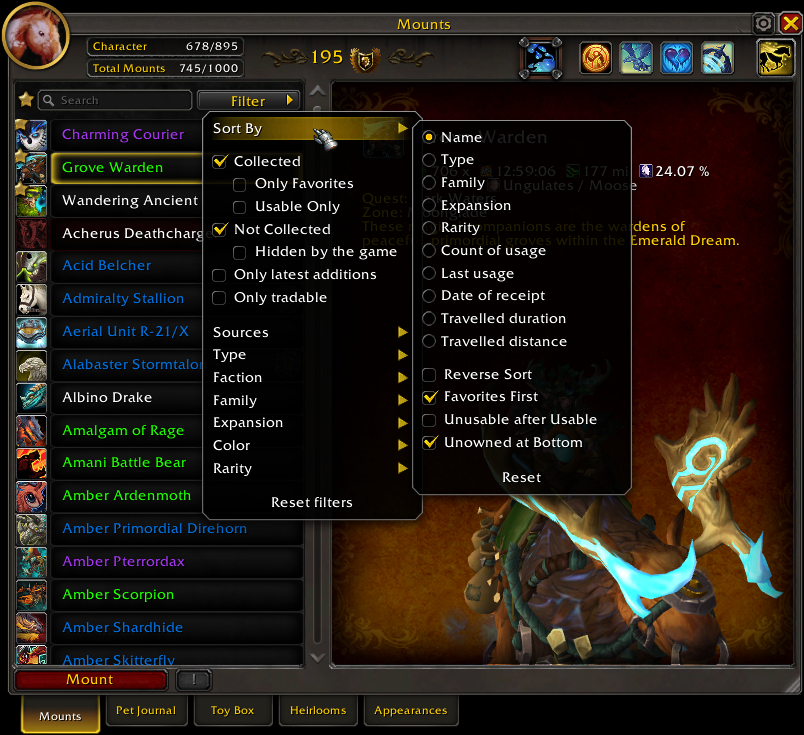 Mounts
Character 678/895
Total Mounts 745/1000
195
Search
Filter
Charming Courier
Grove Warden
Wandering Ancient
Acherus Deathcharg
Acid Belcher
Admiralty Stallion
Aerial Unit R-21/X
Alabaster Stormtalon
Albino Drake
Amalgam of Rage
Amani Battle Bear
Amber Ardenmoth
Amber Primordial Direhorn
Amber Pterrordax
Amber Scorpion
Amber Shardhide
Amber Skitterfly
Sort By
Collected
Only Favorites
Usable Only
Not Collected
Hidden by the game
Only latest additions
Only tradable
Sources
Type
Faction
Family
Expansion
Color
Rarity
Reset filters
Name
Type
Family
Expansion
Rarity
Count of usage
Last usage
Date of receipt
Travelled duration
Travelled distance
Reverse Sort
Favorites First
Unusable after Usable
Unowned at Bottom
Reset
Warden
706 x 12:59:06 177 mi 24.07 %
Ungulates / Moose
Quest:
Zone: Moonglade
These companions are the wardens of
peaceful primordial groves within the Emerald Dream.
Mount
!
Mounts
Pet Journal
Toy Box
Heirlooms
Appearances